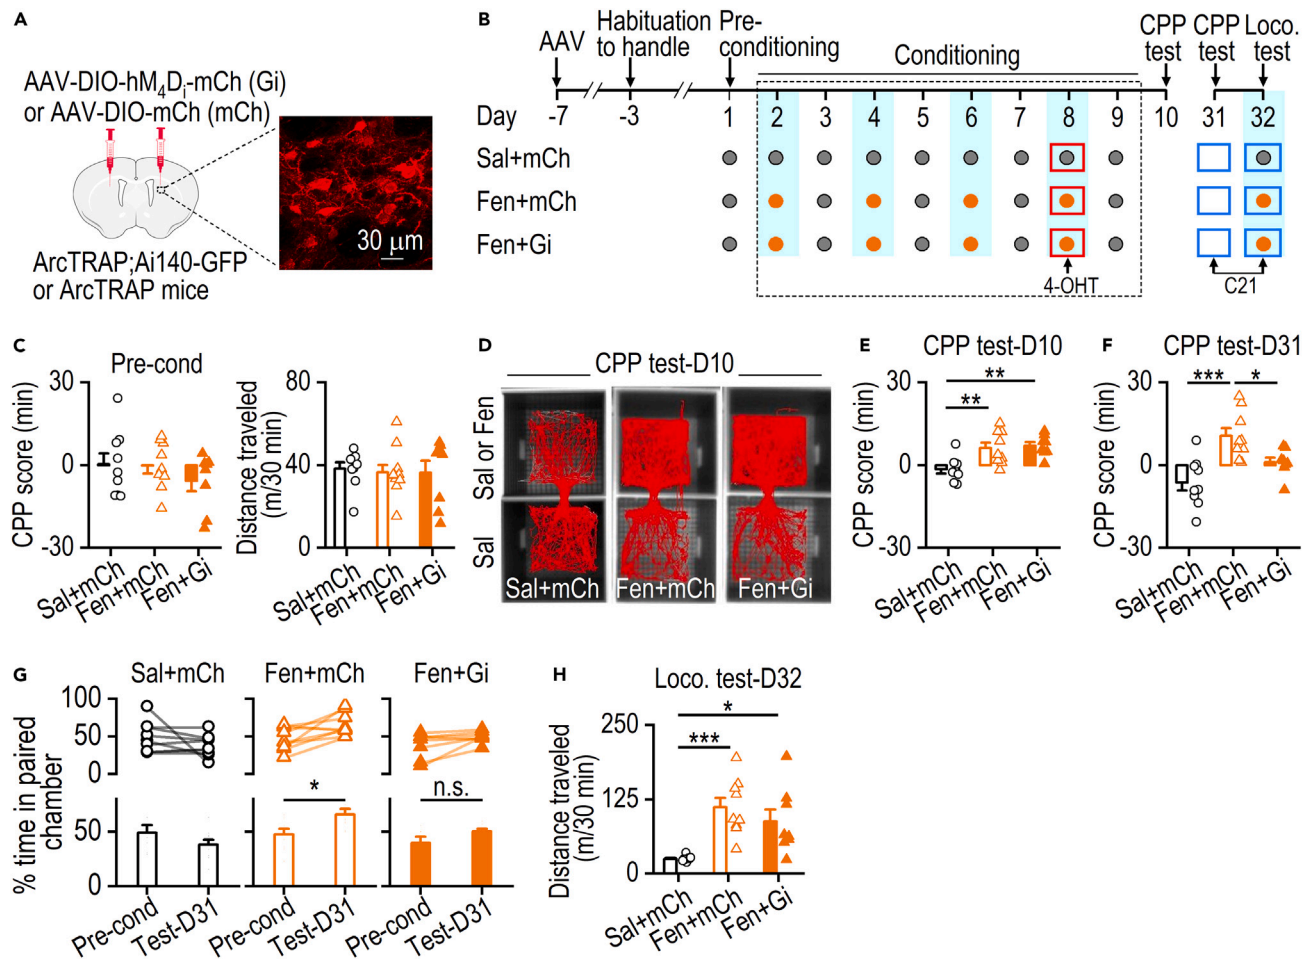 A
AAV-DIO-hM4Di-mCh (Gi)
or AAV-DIO-mCh (mCh)
30 μm
ArcTRAP;Ai140-GFP
or ArcTRAP mice
B
AAV
Habituation
to handle
Pre-
conditioning
Conditioning
CPP
test
CPP
test
Loco.
test
Day -7 -3 1 2 3 4 5 6 7 8 9 10 31 32
Sal+mCh
Fen+mCh
Fen+Gi
4-OHT
C21
C
Pre-cond
CPP score (min)
30
0
-30
Sal+mCh
Fen+mCh
Fen+Gi
Distance traveled
(m/30 min)
80
40
0
Sal+mCh
Fen+mCh
Fen+Gi
D
CPP test-D10
Sal or Fen
Sal
Sal+mCh
Fen+mCh
Fen+Gi
E
CPP test-D10
CPP score (min)
30
0
-30
**
**
Sal+mCh
Fen+mCh
Fen+Gi
F
CPP test-D31
CPP score (min)
30
0
-30
*** *
Sal+mCh
Fen+mCh
Fen+Gi
G
Sal+mCh
Fen+mCh
Fen+Gi
% time in paired
chamber
100
50
0
50
0
*
n.s.
Pre-cond
Test-D31
Pre-cond
Test-D31
Pre-cond
Test-D31
H
Loco. test-D32
Distance traveled
(m/30 min)
250
125
0
*
***
Sal+mCh
Fen+mCh
Fen+Gi